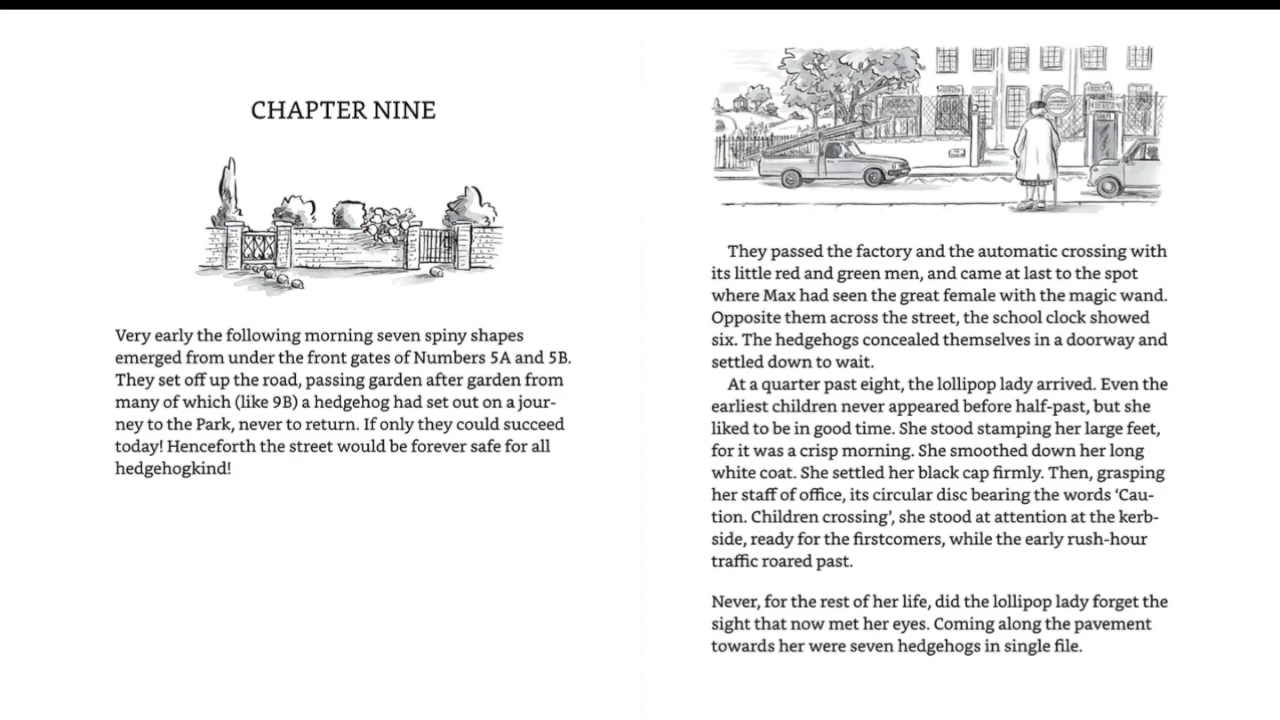 CHAPTER NINE
Very early the following morning seven spiny shapes
emerged from under the front gates of Numbers 5A and 5B.
They set off up the road, passing garden after garden from
many of which (like 9B) a hedgehog had set out on a jour-
ney to the Park, never to return. If only they could succeed
today! Henceforth the street would be forever safe for all
hedgehogkind!
They passed the factory and the automatic crossing with
its little red and green men, and came at last to the spot
where Max had seen the great female with the magic wand.
Opposite them across the street, the school clock showed
six. The hedgehogs concealed themselves in a doorway and
settled down to wait.
At a quarter past eight, the lollipop lady arrived. Even the
earliest children never appeared before half-past, but she
liked to be in good time. She stood stamping her large feet,
for it was a crisp morning. She smoothed down her long
white coat. She settled her black cap firmly. Then, grasping
her staff of office, its circular disc bearing the words ‘Cau-
tion. Children crossing’, she stood at attention at the kerb-
side, ready for the firstcomers, while the early rush-hour
traffic roared past.
Never, for the rest of her life, did the lollipop lady forget the
sight that now met her eyes. Coming along the pavement
towards her were seven hedgehogs in single file.